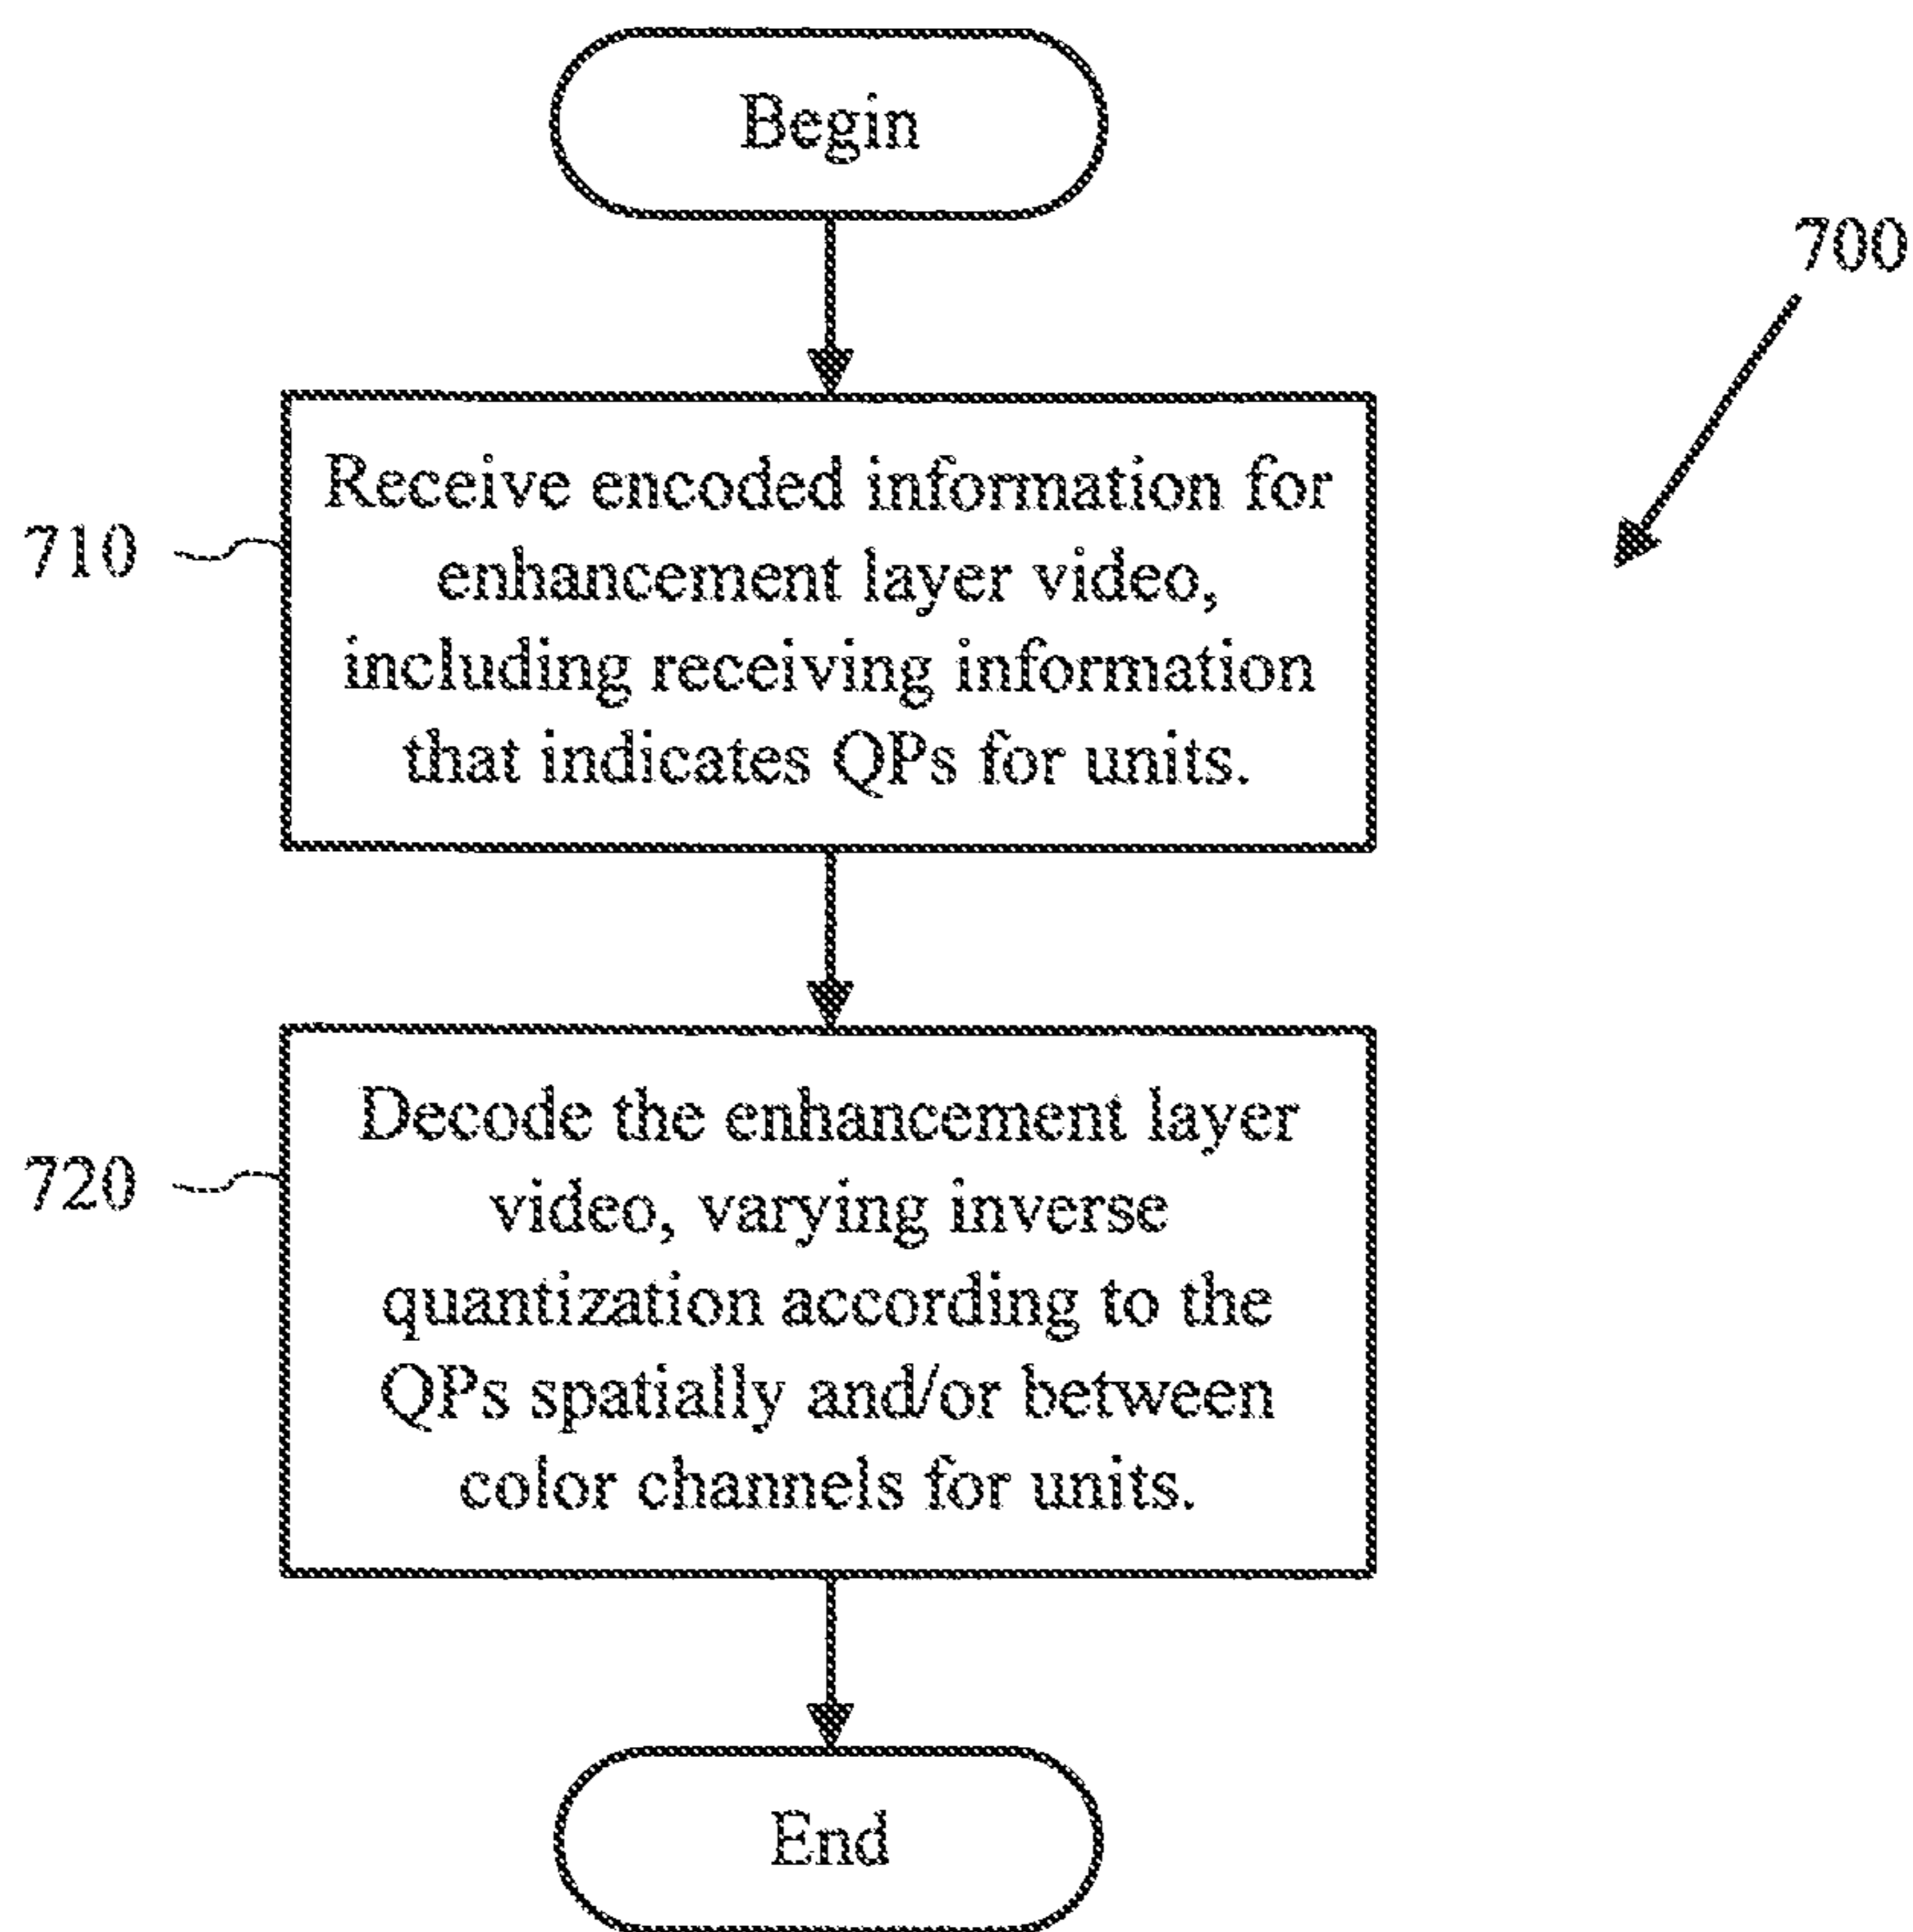 Begin
700
Receive encoded information for
enhancement layer video,
including receiving information
that indicates QPs for units.
710
Decode the enhancement layer
video, varying inverse
quantization according to the
QPs spatially and/or between
color channels for units.
720
End